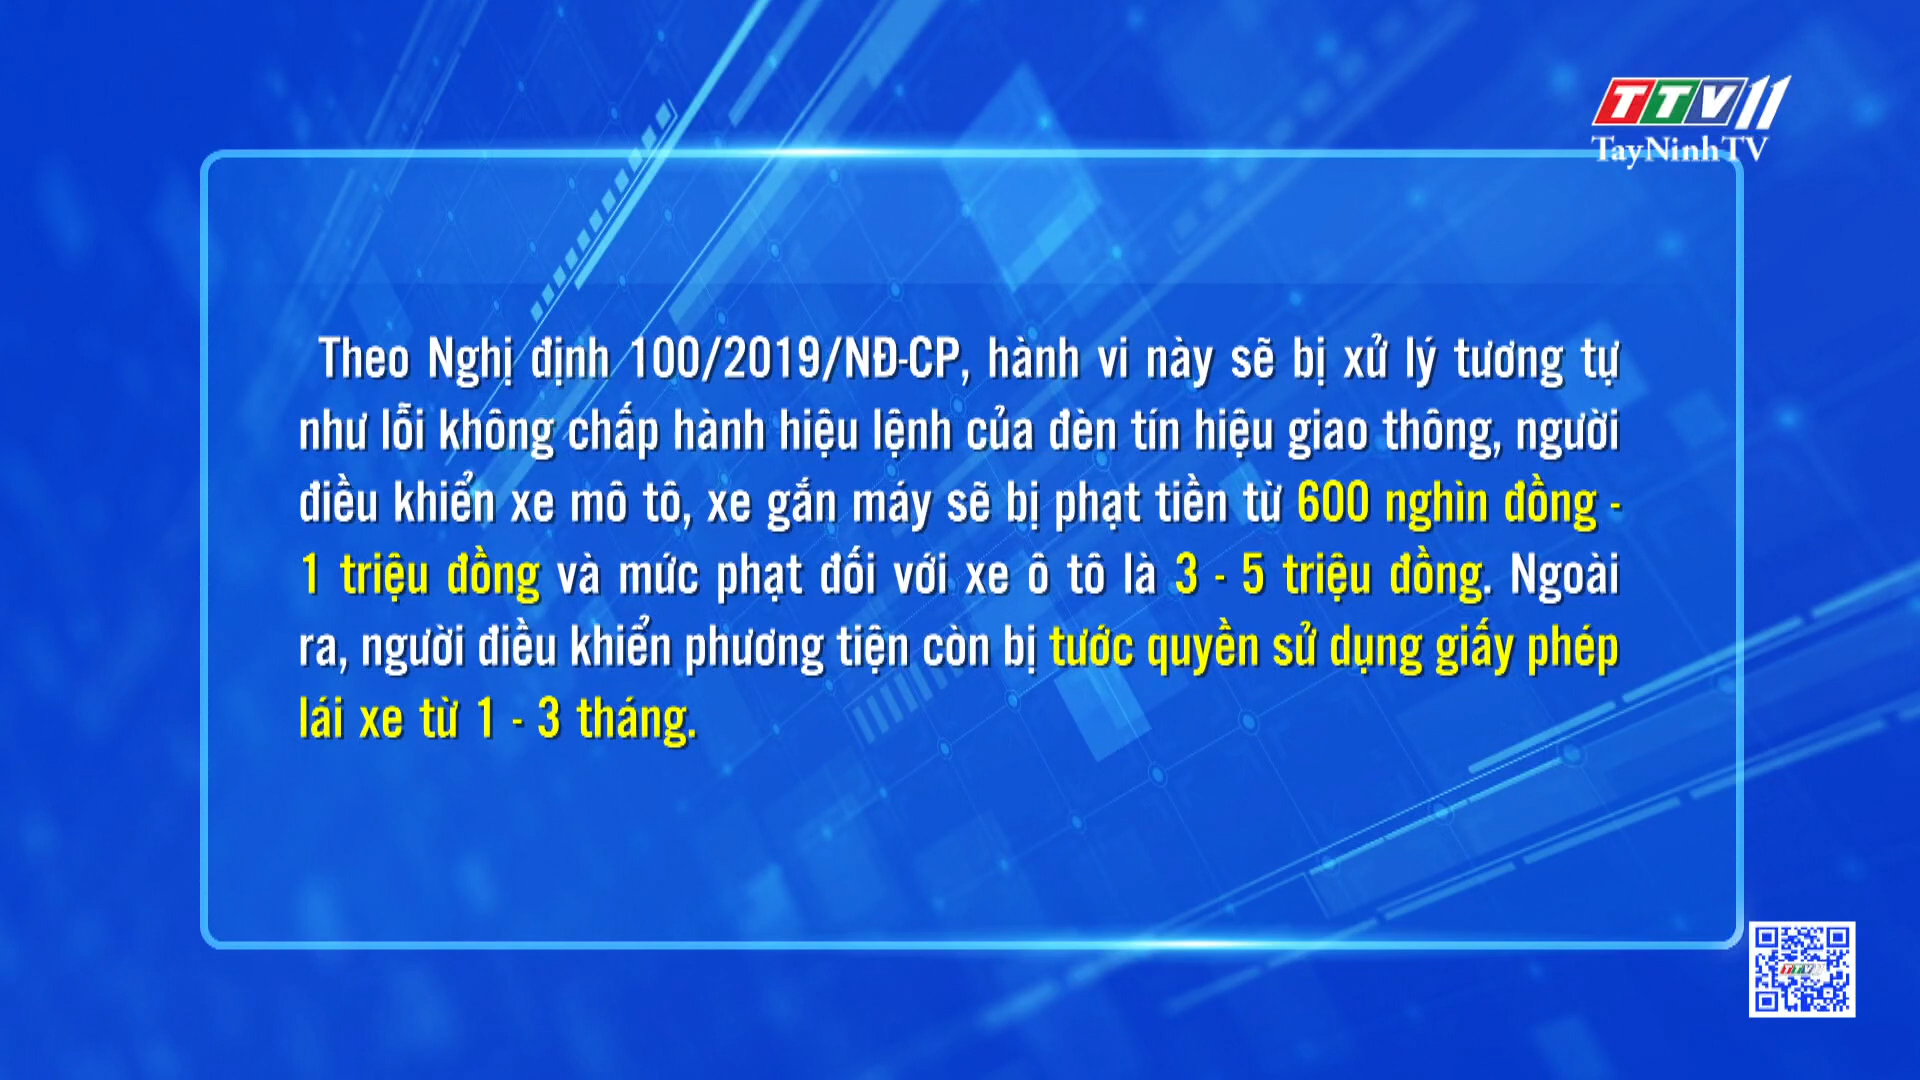 TTV11
TayNinhTV
Theo Nghị định 100/2019/NĐ-CP, hành vi này sẽ bị xử lý tương tự
như lỗi không chấp hành hiệu lệnh của đèn tín hiệu giao thông, người
điều khiển xe mô tô, xe gắn máy sẽ bị phạt tiền từ 600 nghìn đồng -
1 triệu đồng và mức phạt đối với xe ô tô là 3 - 5 triệu đồng. Ngoài
ra, người điều khiển phương tiện còn bị tước quyền sử dụng giấy phép
lái xe từ 1 - 3 tháng.
TTV11